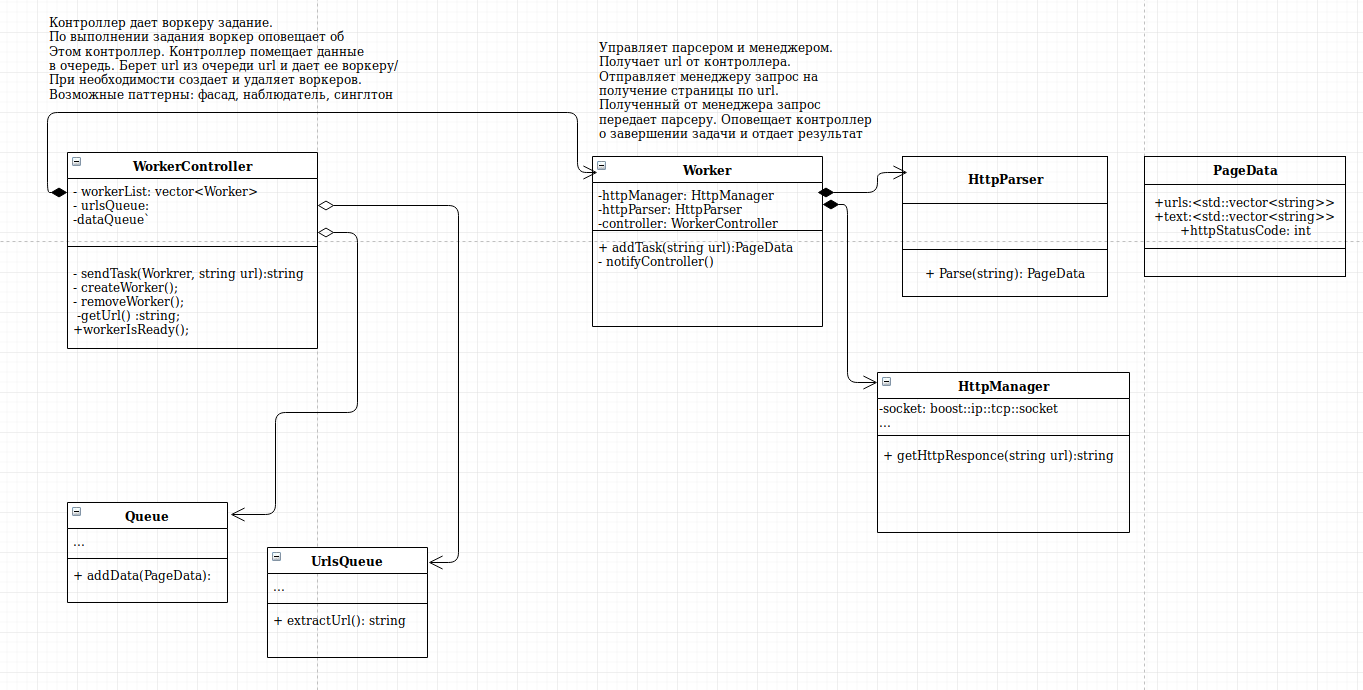 Контроллер дает воркеру задание.
По выполнении задания воркер оповещает об
Этом контроллер. Контроллер помещает данные
в очередь. Берет url из очереди url и дает ее воркеру/
При необходимости создает и удаляет воркеров.
Возможные паттерны: фасад, наблюдатель, синглтон
Управляет парсером и менеджером.
Получает url от контроллера.
Отправляет менеджеру запрос на
получение страницы по url.
Полученный от менеджера запрос
передает парсеру. Оповещает контроллер
о завершении задачи и отдает результат
WorkerController
- workerList: vector<Worker>
- urlsQueue:
-dataQueue`
- sendTask(Workrer, string url):string
- createWorker();
- removeWorker();
-getUrl() :string;
+workerIsReady();
Worker
-httpManager: HttpManager
-httpParser: HttpParser
-controller: WorkerController
+ addTask(string url):PageData
- notifyController()
HttpParser
+ Parse(string): PageData
PageData
+urls:<std::vector<string>>
+text:<std::vector<string>>
+httpStatusCode: int
HttpManager
-socket: boost::ip::tcp::socket
...
+ getHttpResponce(string url):string
Queue
...
+ addData(PageData):
UrlsQueue
...
+ extractUrl(): string